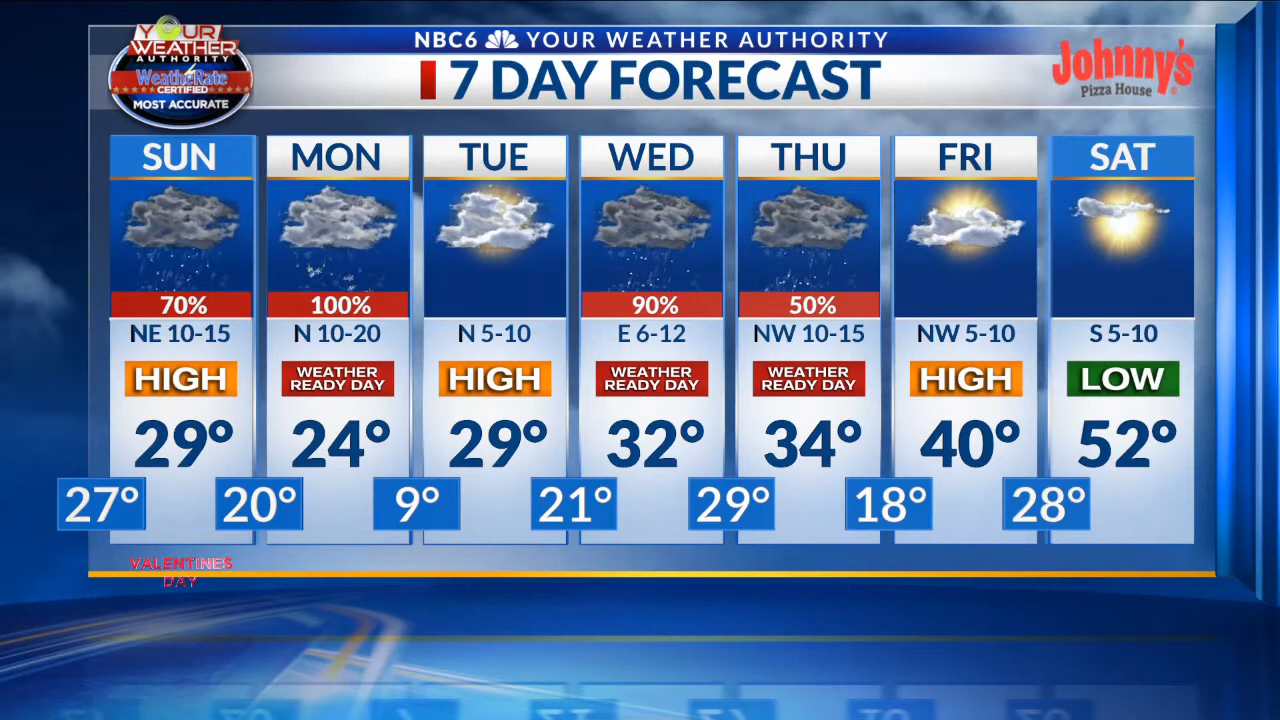 YOUR
WEATHER
AUTHORITY
WeatheRate
CERTIFIED
MOST ACCURATE
NBC6 YOUR WEATHER AUTHORITY
7 DAY FORECAST
Johnny's
Pizza House
SUN MON TUE WED THU FRI SAT
70% 100% 90% 50%
NE 10-15 N 10-20 N 5-10 E 6-12 NW 10-15 NW 5-10 S 5-10
HIGH WEATHER READY DAY HIGH WEATHER READY DAY WEATHER READY DAY HIGH LOW
29° 24° 29° 32° 34° 40° 52°
27° 20° 9° 21° 29° 18° 28°
VALENTINES
DAY